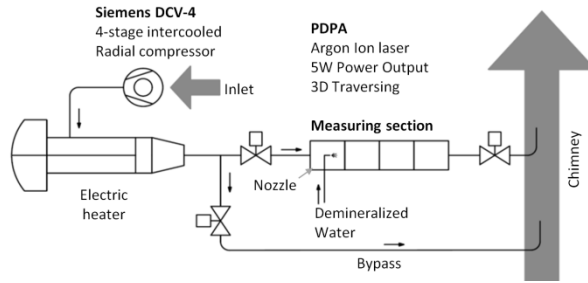 Siemens DCV-4
4-stage intercooled
Radial compressor
Inlet
PDPA
Argon Ion laser
5W Power Output
3D Traversing
Measuring section
Nozzle
Electric
heater
Demineralized
Water
Bypass
Chimney